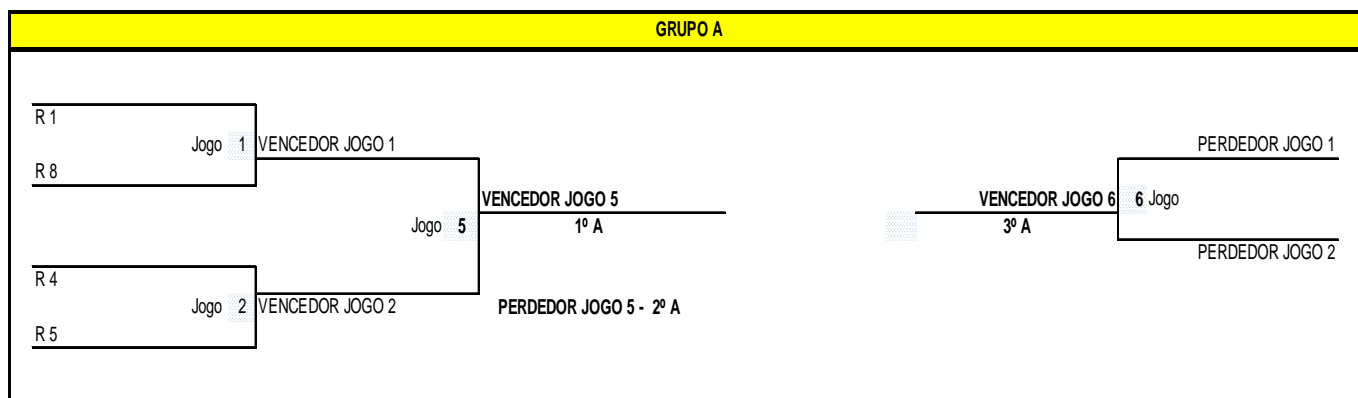 GRUPO A
R 1
Jogo 1 VENCEDOR JOGO 1
R 8
PERDEDOR JOGO 1
VENCEDOR JOGO 5
Jogo 5 1º A
VENCEDOR JOGO 6 6 Jogo
3º A
R 4
PERDEDOR JOGO 2
Jogo 2 VENCEDOR JOGO 2
PERDEDOR JOGO 5 - 2º A
R 5